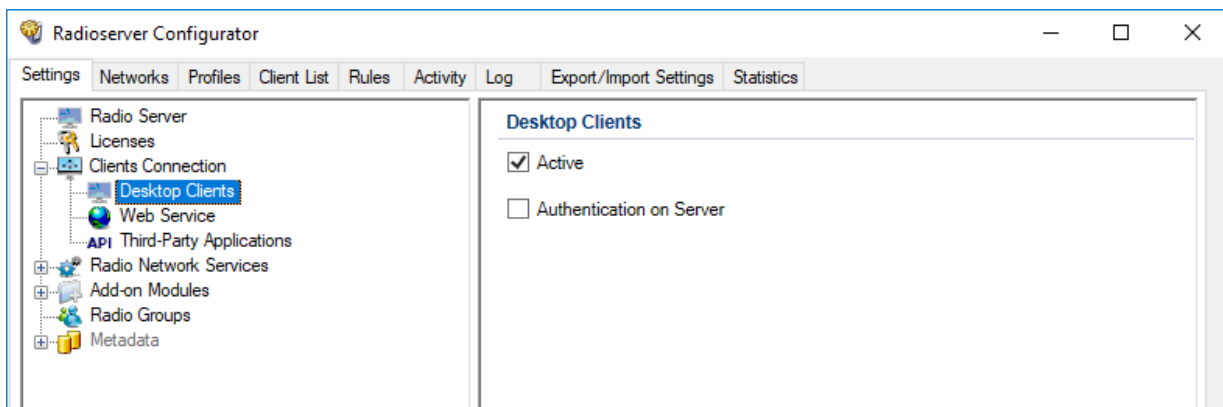 Radioserver Configurator
Settings Networks Profiles Client List Rules Activity Log Export/Import Settings Statistics
Radio Server
Licenses
Clients Connection
Desktop Clients
Web Service
API Third-Party Applications
Radio Network Services
Add-on Modules
Radio Groups
Metadata
Desktop Clients
Active
Authentication on Server